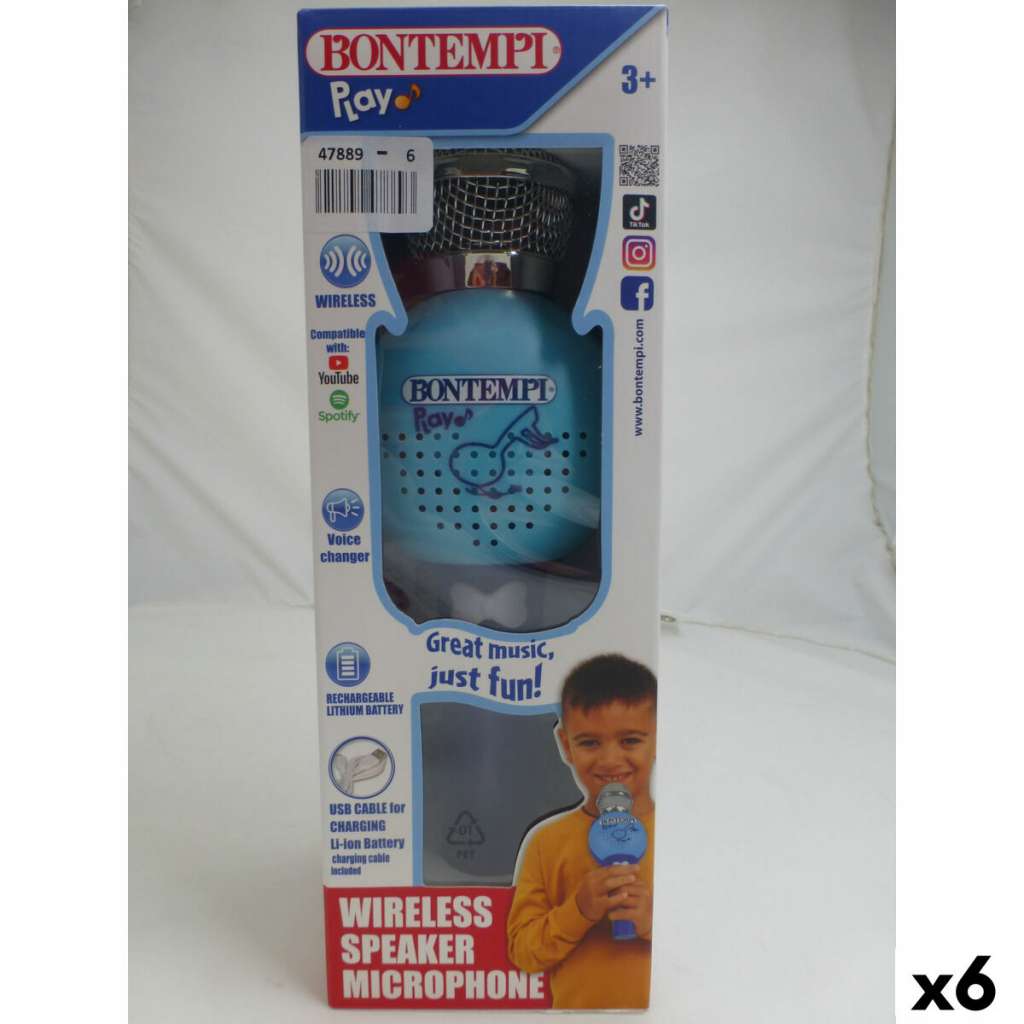 BONTEMPI®
Play
3+
47889 - 6
TikTok
WIRELESS
Compatible
with:
YouTube
Spotify
www.bontempi.com
BONTEMPI®
Play
Voice
changer
Great music,
just fun!
RECHARGEABLE
LITHIUM BATTERY
USB CABLE for
CHARGING
Li-ion Battery
charging cable
included
01
PET
BONTEMPI
WIRELESS
SPEAKER
MICROPHONE
x6